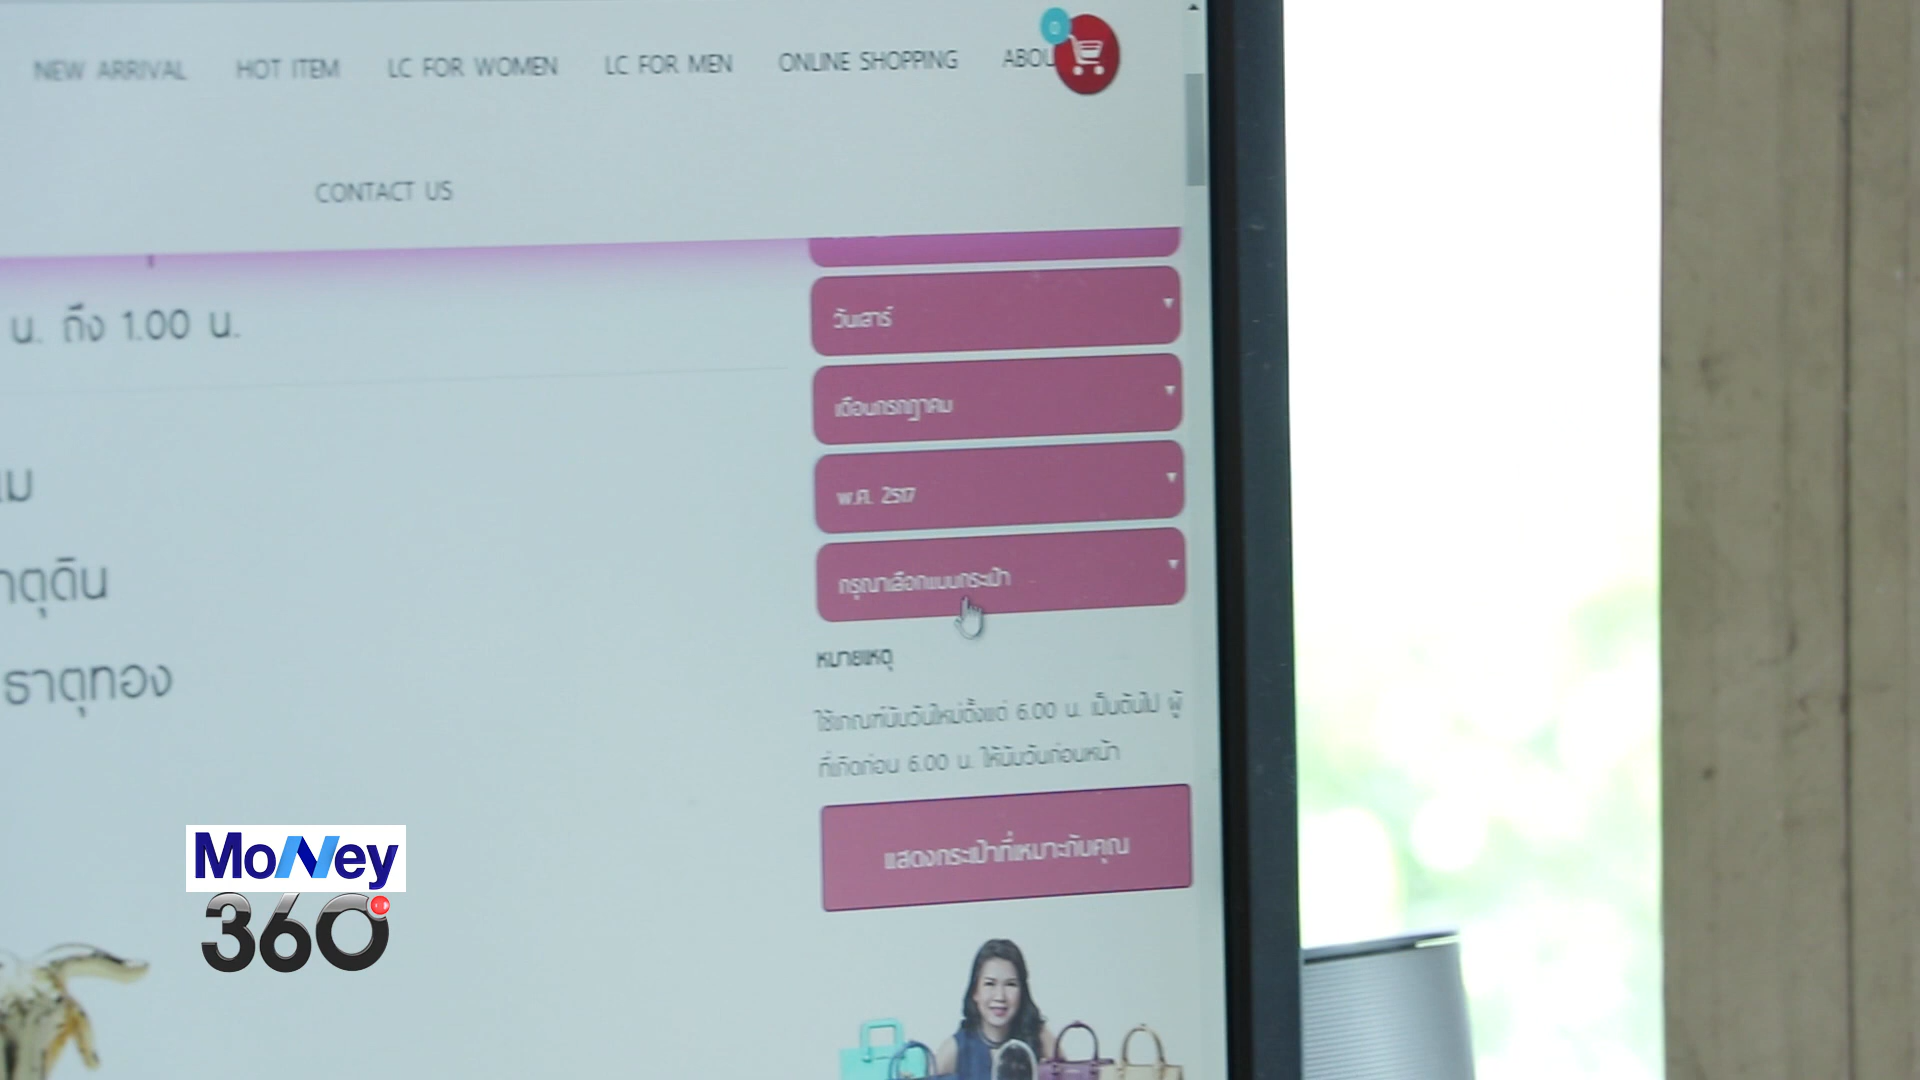 NEW ARRIVAL HOT ITEM LC FOR WOMEN LC FOR MEN ONLINE SHOPPING ABOU
0
CONTACT US
น. ถึง 1.00 น.
วันเสาร์
เดือนกรกฎาคม
พ.ศ. 2517
กรุณาเลือกแบบกระเป๋า
าตุดิน
ธาตุทอง
หมายเหตุ
ใช้เกณฑ์นับวันใหม่ตั้งแต่ 6.00 น. เป็นต้นไป ผู้
ที่เกิดก่อน 6.00 น. ให้นับวันก่อนหน้า
แสดงกระเป๋าที่เหมาะกับคุณ
Money
360